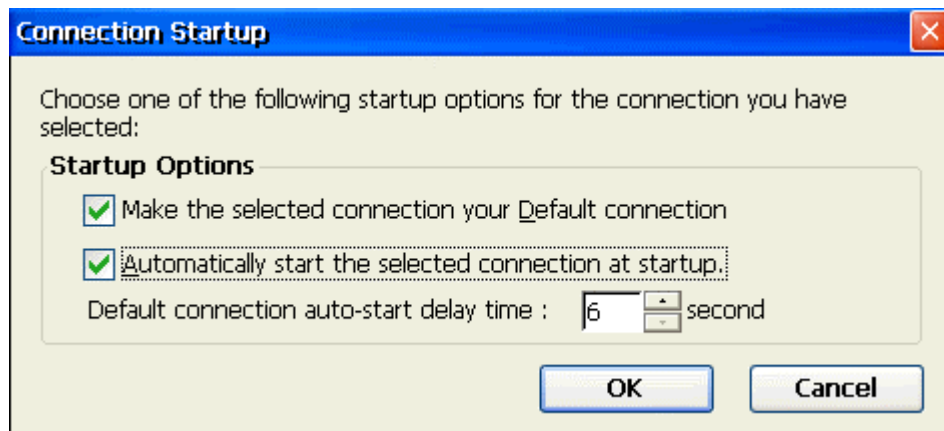 Connection Startup
Choose one of the following startup options for the connection you have
selected:
Startup Options
Make the selected connection your Default connection
Automatically start the selected connection at startup.
Default connection auto-start delay time : 6 second
OK Cancel